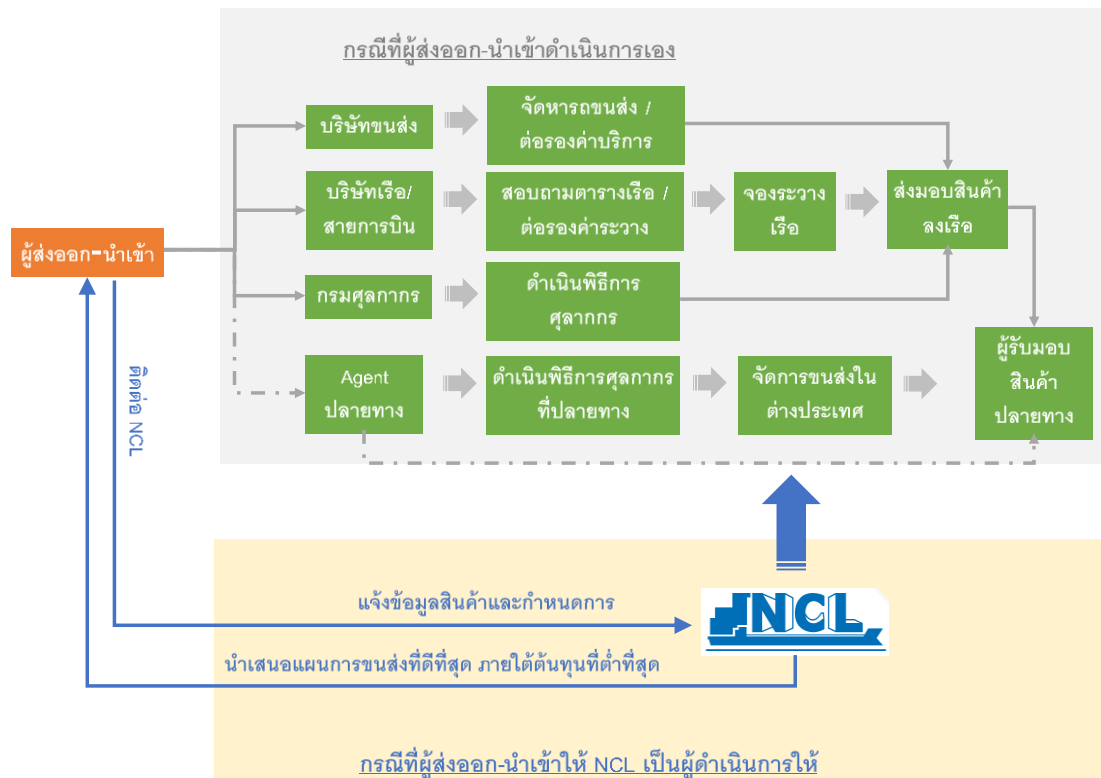 กรณีที่ผู้ส่งออก-นำเข้าดำเนินการเอง
บริษัทขนส่ง
จัดหารถขนส่ง /
ต่อรองค่าบริการ
บริษัทเรือ/
สายการบิน
สอบถามตารางเรือ /
ต่อรองค่าระวาง
จองระวาง
เรือ
ส่งมอบสินค้า
ลงเรือ
ผู้ส่งออก-นำเข้า
กรมศุลกากร
ดำเนินพิธีการ
ศุลากกร
Agent
ปลายทาง
ดำเนินพิธีการศุลกากร
ที่ปลายทาง
จัดการขนส่งใน
ต่างประเทศ
ผู้รับมอบ
สินค้า
ปลายทาง
ติดต่อ NCL
แจ้งข้อมูลสินค้าและกำหนดการ
NCL
นำเสนอแผนการขนส่งที่ดีที่สุด ภายใต้ต้นทุนที่ต่ำที่สุด
กรณีที่ผู้ส่งออก-นำเข้าให้ NCL เป็นผู้ดำเนินการให้